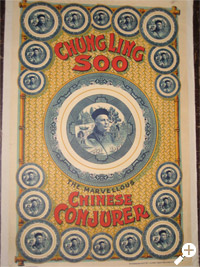 CHUNG LING
SOO
THE MARVELLOUS
CHINESE
CONJURER